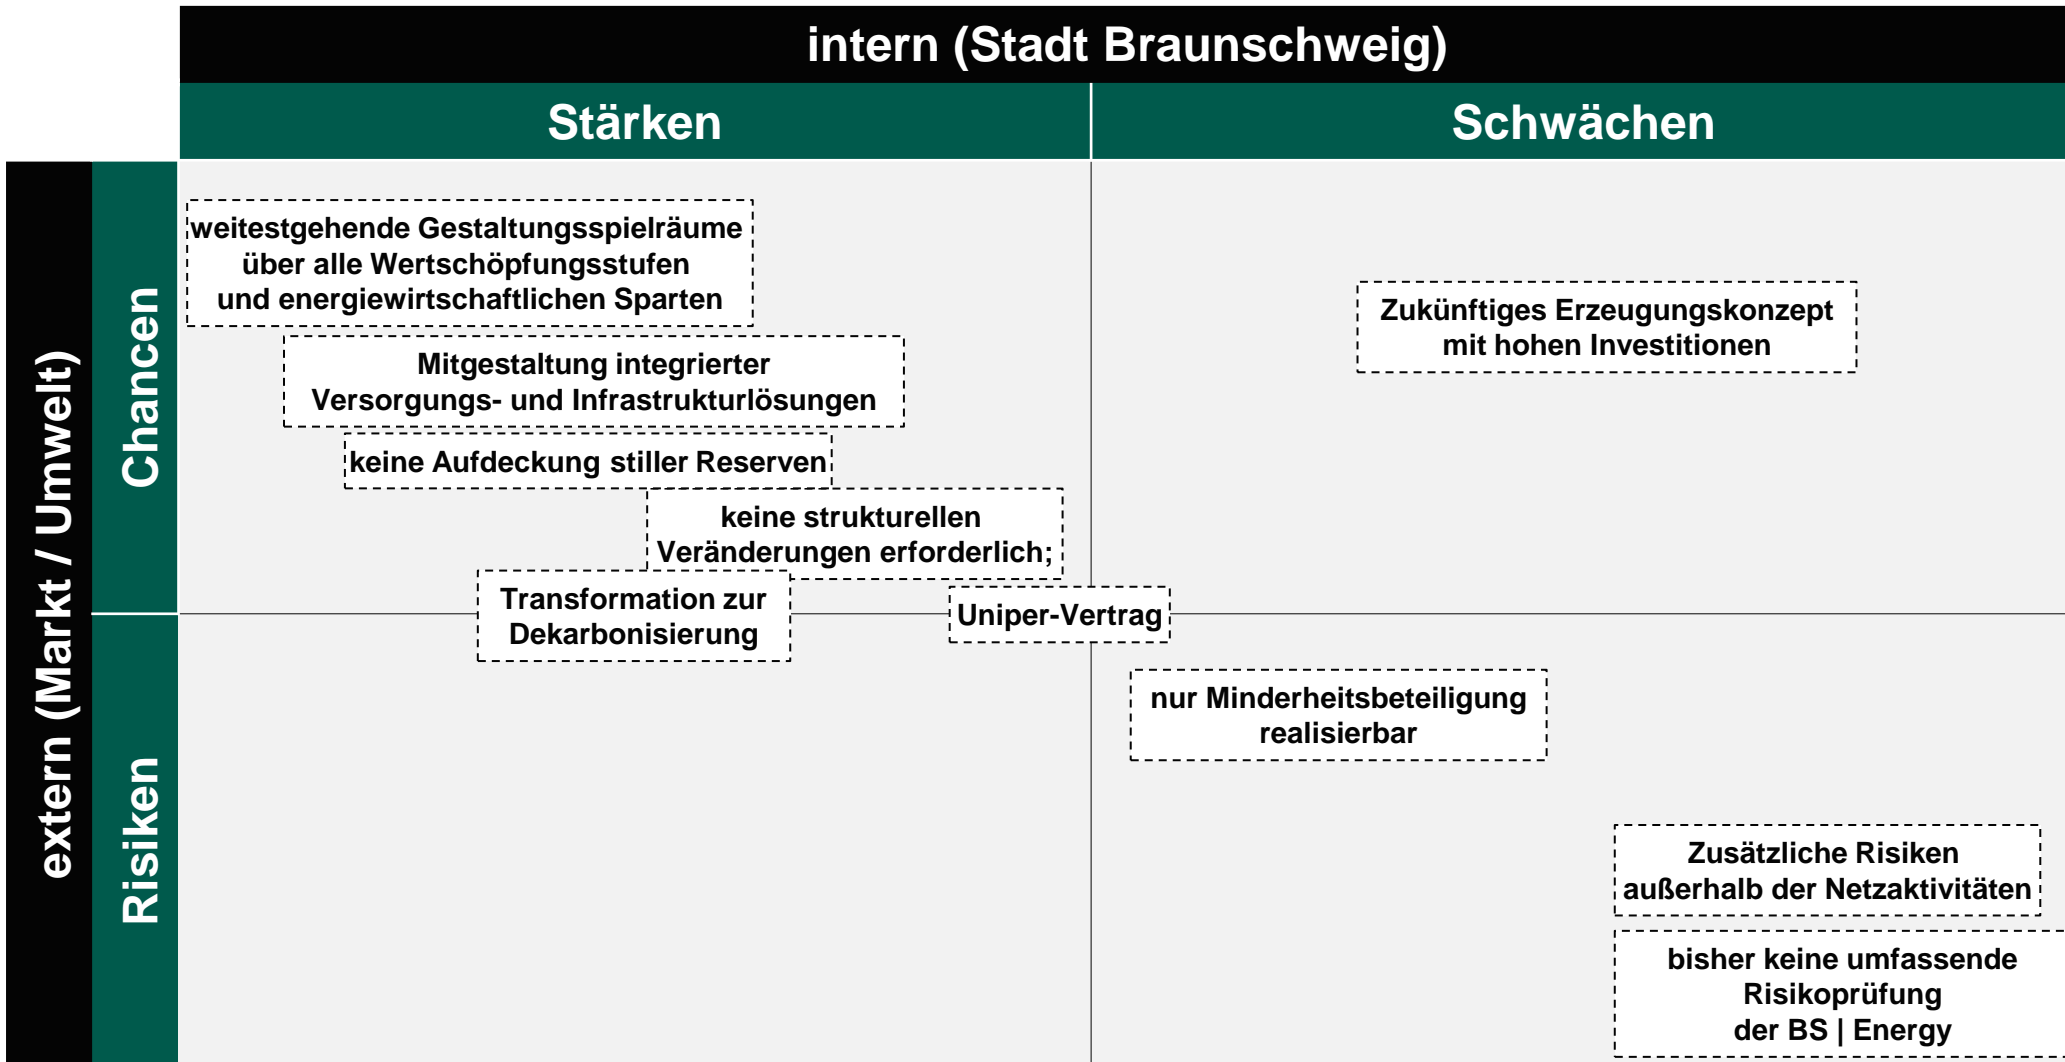 intern (Stadt Braunschweig)
Stärken
Schwächen
extern (Markt / Umwelt)
Chancen
weitestgehende Gestaltungsspielräume
über alle Wertschöpfungsstufen
und energiewirtschaftlichen Sparten
Mitgestaltung integrierter
Versorgungs- und Infrastrukturlösungen
keine Aufdeckung stiller Reserven
keine strukturellen
Veränderungen erforderlich;
Transformation zur
Dekarbonisierung
Uniper-Vertrag
Zukünftiges Erzeugungskonzept
mit hohen Investitionen
Risiken
nur Minderheitsbeteiligung
realisierbar
Zusätzliche Risiken
außerhalb der Netzaktivitäten
bisher keine umfassende
Risikoprüfung
der BS | Energy